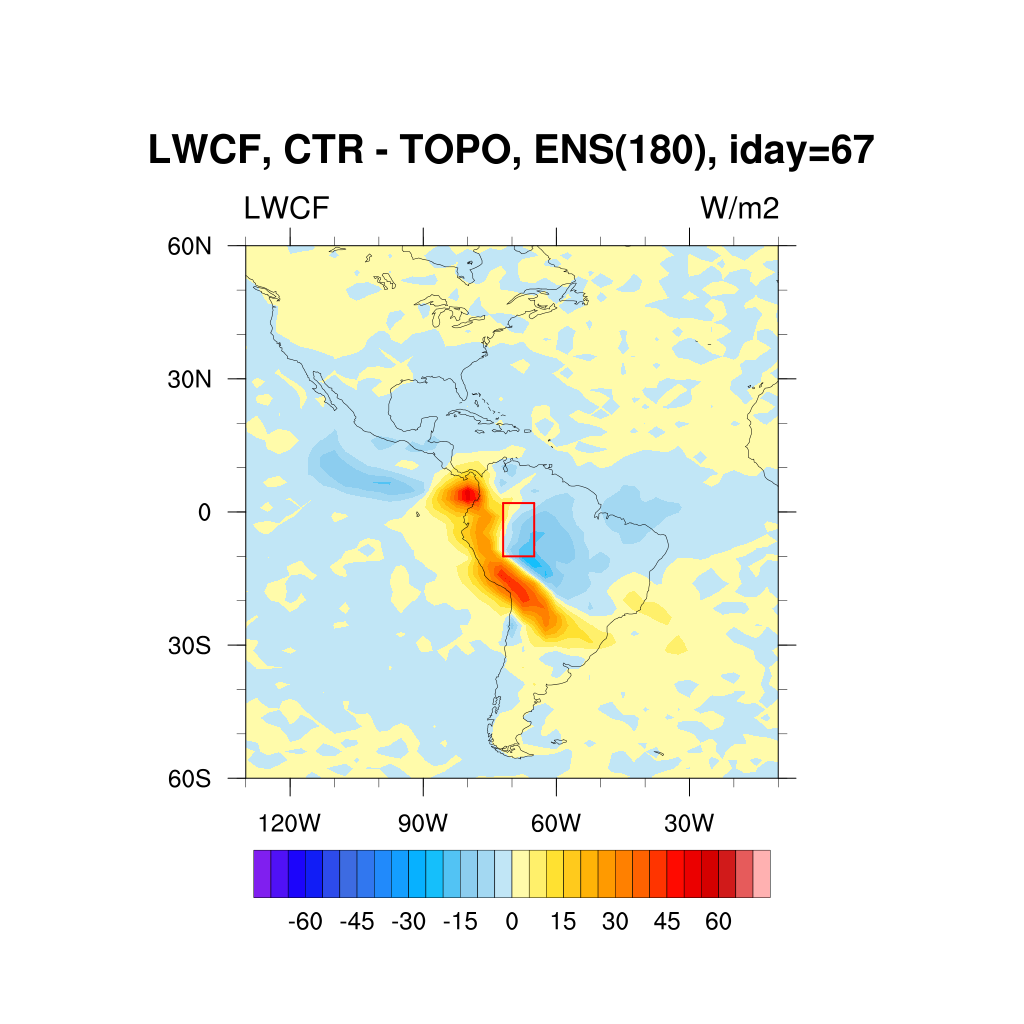 LWCF, CTR - TOPO, ENS(180), iday=67
LWCF W/m2
60N
30N
0
30S
60S
120W 90W 60W 30W
-60 -45 -30 -15 0 15 30 45 60